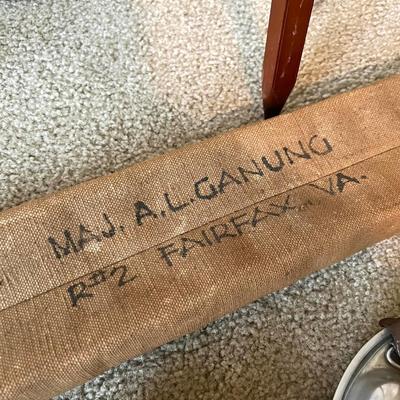 MAJ. A.L. GANUNG
R#2 FAIRFAX, VA.